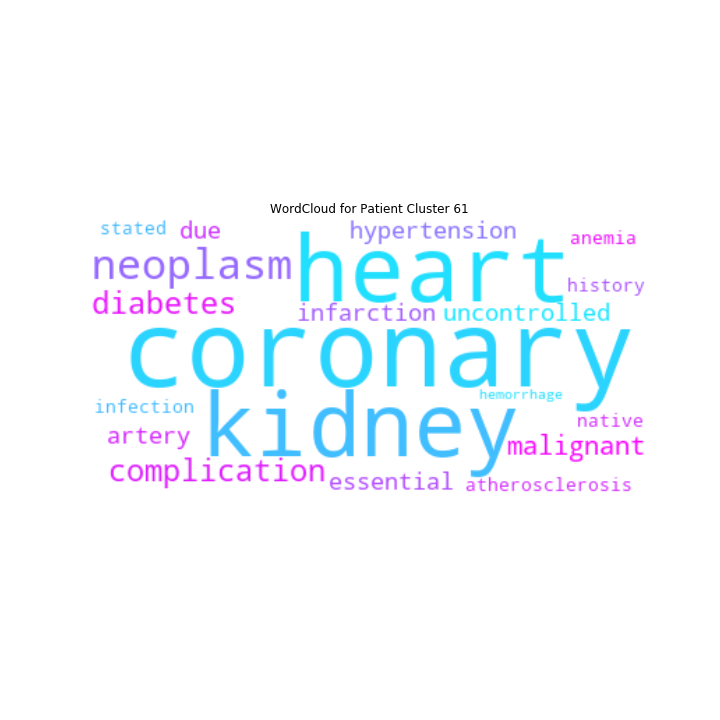 WordCloud for Patient Cluster 61
stated due hypertension anemia
neoplasm heart history
diabetes infarction uncontrolled
coronary
infection kidney hemorrhage native
artery malignant
complication essential atherosclerosis